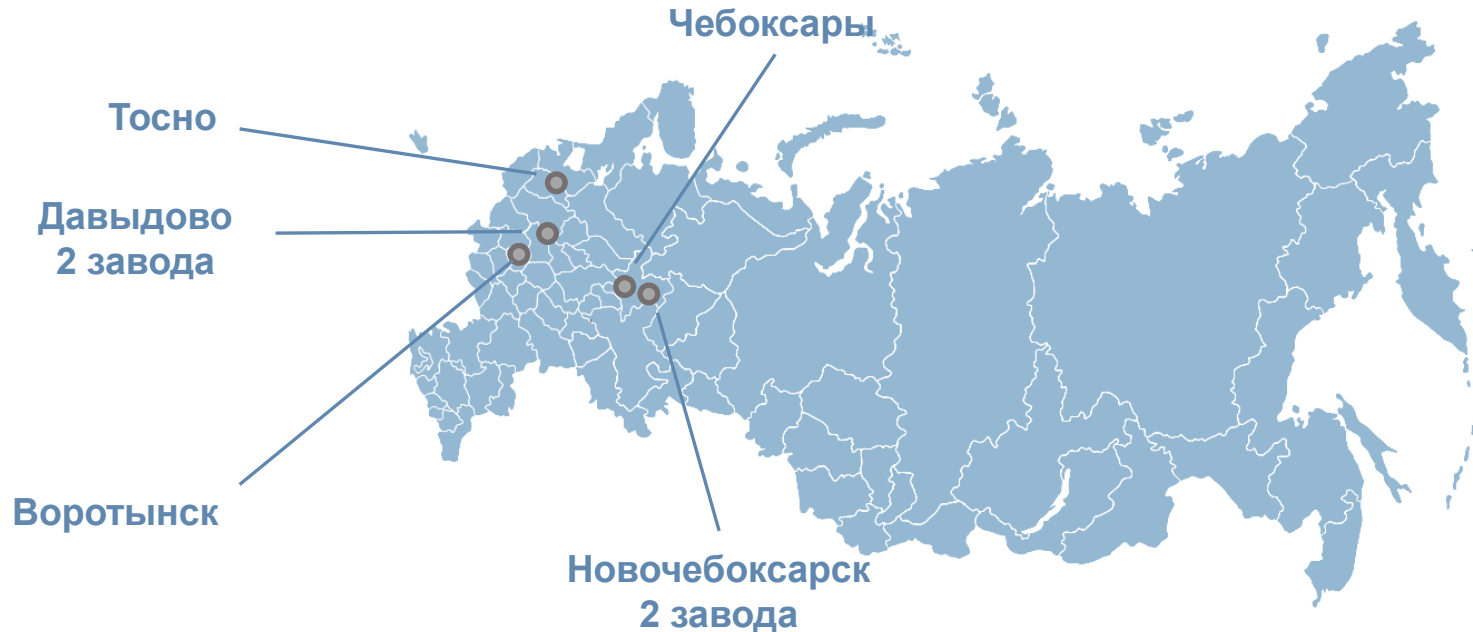 Чебоксары
Тосно
Давыдово
2 завода
Воротынск
Новочебоксарск
2 завода